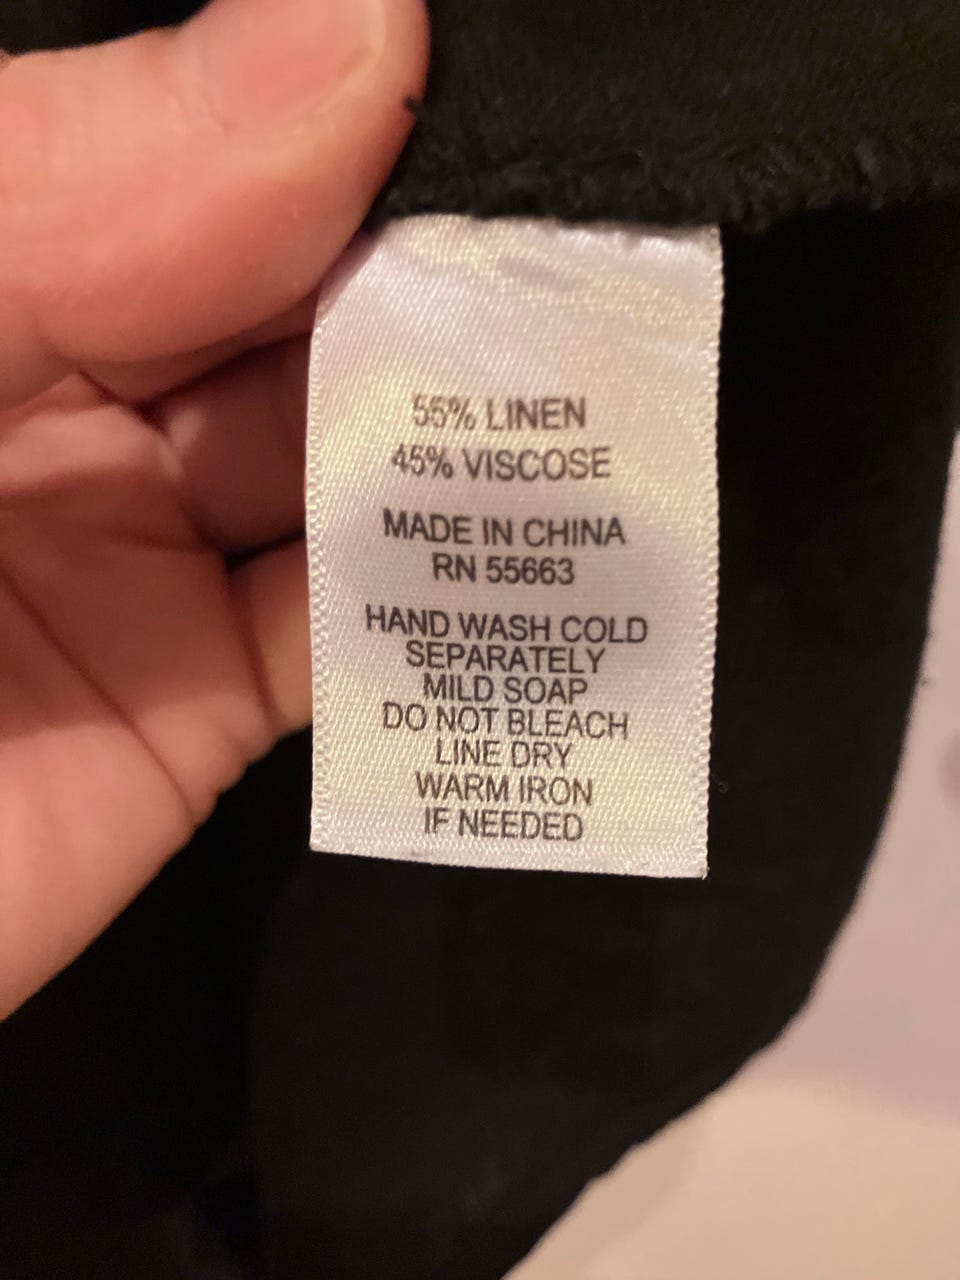 55% LINEN
45% VISCOSE
MADE IN CHINA
RN 55663
HAND WASH COLD
SEPARATELY
MILD SOAP
DO NOT BLEACH
LINE DRY
WARM IRON
IF NEEDED